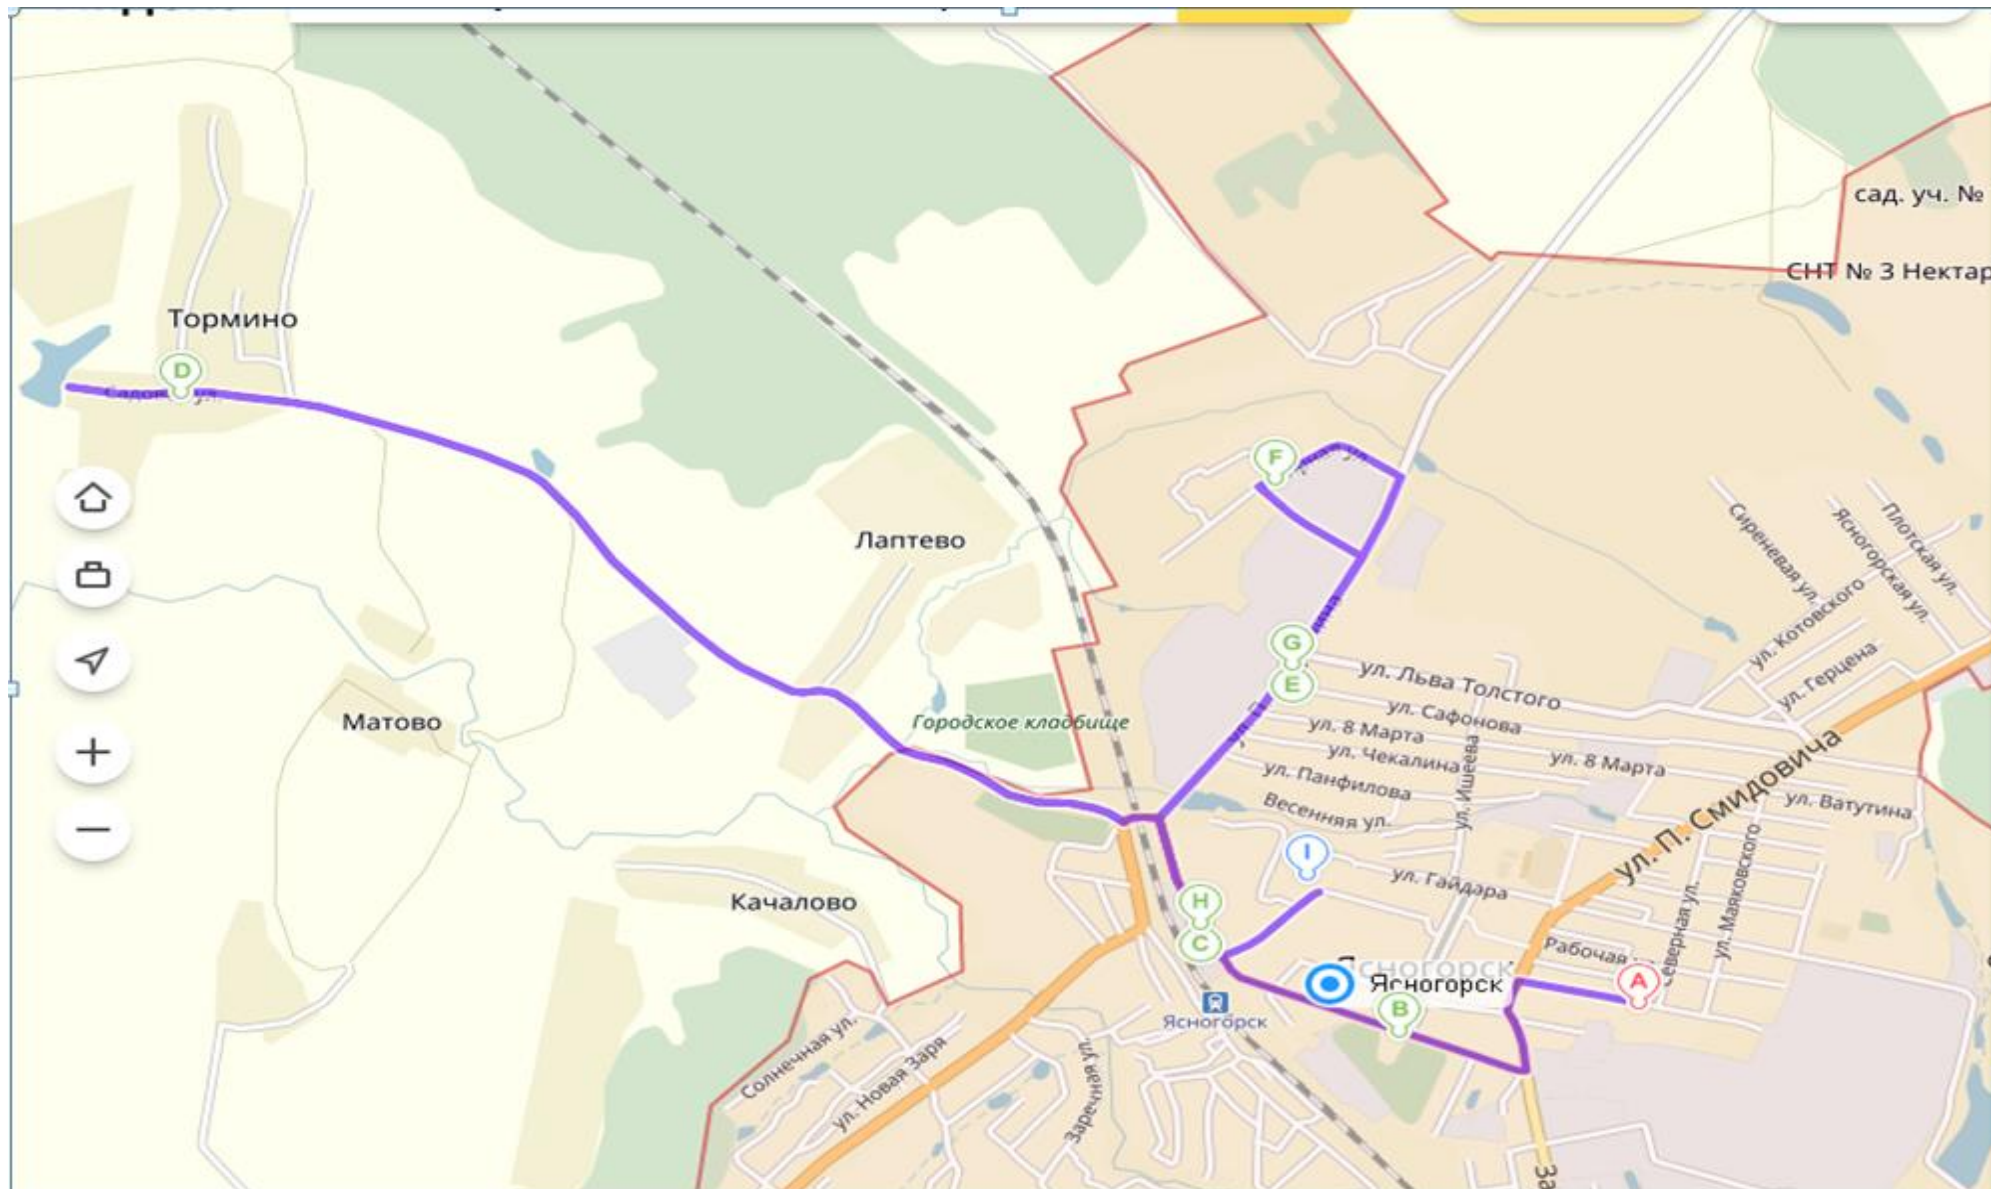 сад. уч. №
СНТ № 3 Нектар
Тормино
D
F
Сиреневая ул.
Ясногорская ул.
Плотская ул.
Лаптево
ул. Котовского
G
E
ул. Льва Толстого
ул. Герцена
Матово
Городское кладбище
ул. Сафонова
ул. 8 Марта
ул. Чекалина
ул. 8 Марта
ул. П. Смидовича
ул. Панфилова
ул. Ишеева
Весенняя ул.
ул. Ватутина
I
ул. Гайдара
ул. Маяковского
Качалово
H
C
Рабочая
Северная ул.
Ясногорск
Ясногорск
A
B
Ясногорск
Солнечная ул.
ул. Новая Заря
Заречная ул.
За